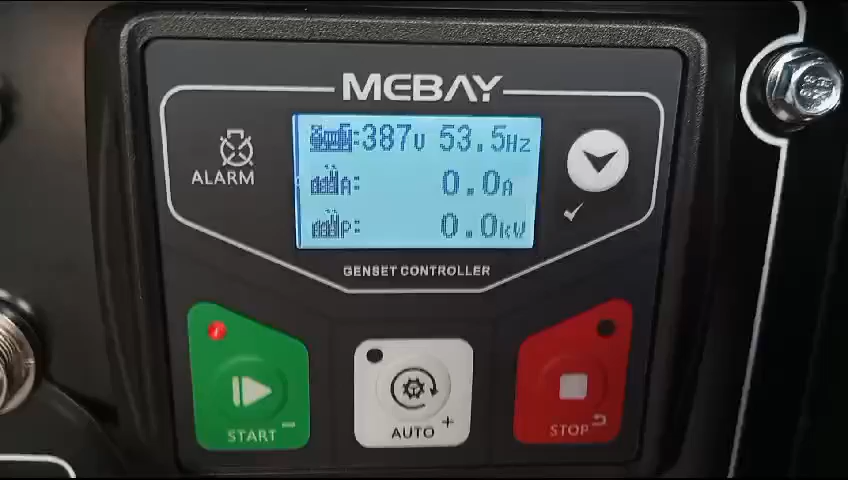 MEBAY
ALARM
:387V 53.5Hz
A: 0.0A
P: 0.0kW
GENSET CONTROLLER
START −
AUTO +
STOP